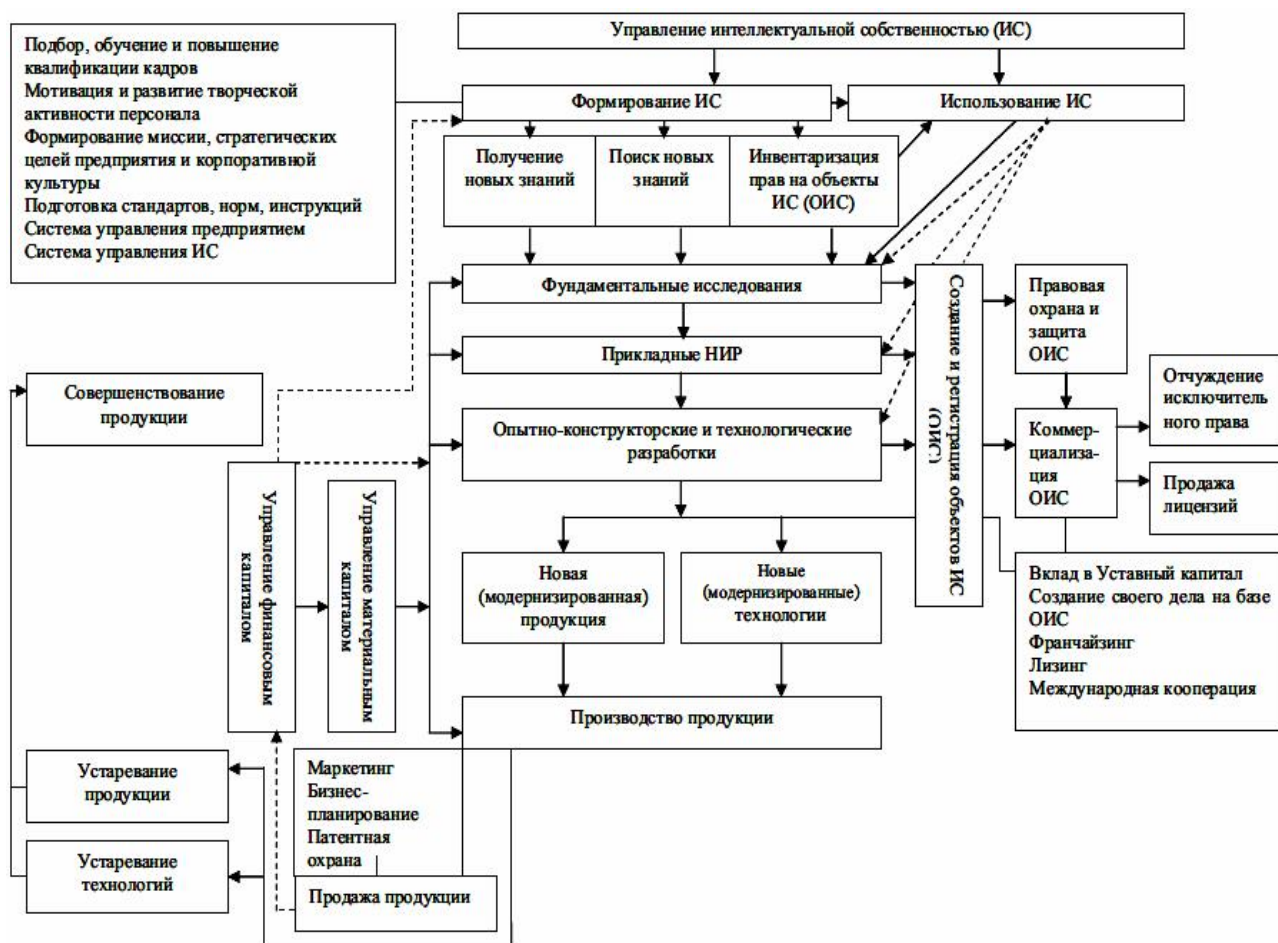 Управление интеллектуальной собственностью (ИС)
Подбор, обучение и повышение
квалификации кадров
Мотивация и развитие творческой
активности персонала
Формирование миссии, стратегических
целей предприятия и корпоративной
культуры
Подготовка стандартов, норм, инструкций
Система управления предприятием
Система управления ИС
Формирование ИС
Использование ИС
Получение
новых знаний
Поиск новых
знаний
Инвентаризация
прав на объекты
ИС (ОИС)
Фундаментальные исследования
Прикладные НИР
Опытно-конструкторские и технологические
разработки
Создание и регистрация объектов ИС
(ОИС)
Правовая
охрана и
защита
ОИС
Коммер-
циализа-
ция
ОИС
Отчуждение
исключитель
ного права
Продажа
лицензий
Вклад в Уставный капитал
Создание своего дела на базе
ОИС
Франчайзинг
Лизинг
Международная кооперация
Совершенствование
продукции
Управление финансовым
капиталом
Управление материальным
капиталом
Новая
(модернизированная)
продукция
Новые
(модернизированные)
технологии
Производство продукции
Устаревание
продукции
Устаревание
технологий
Маркетинг
Бизнес-
планирование
Патентная
охрана
Продажа продукции